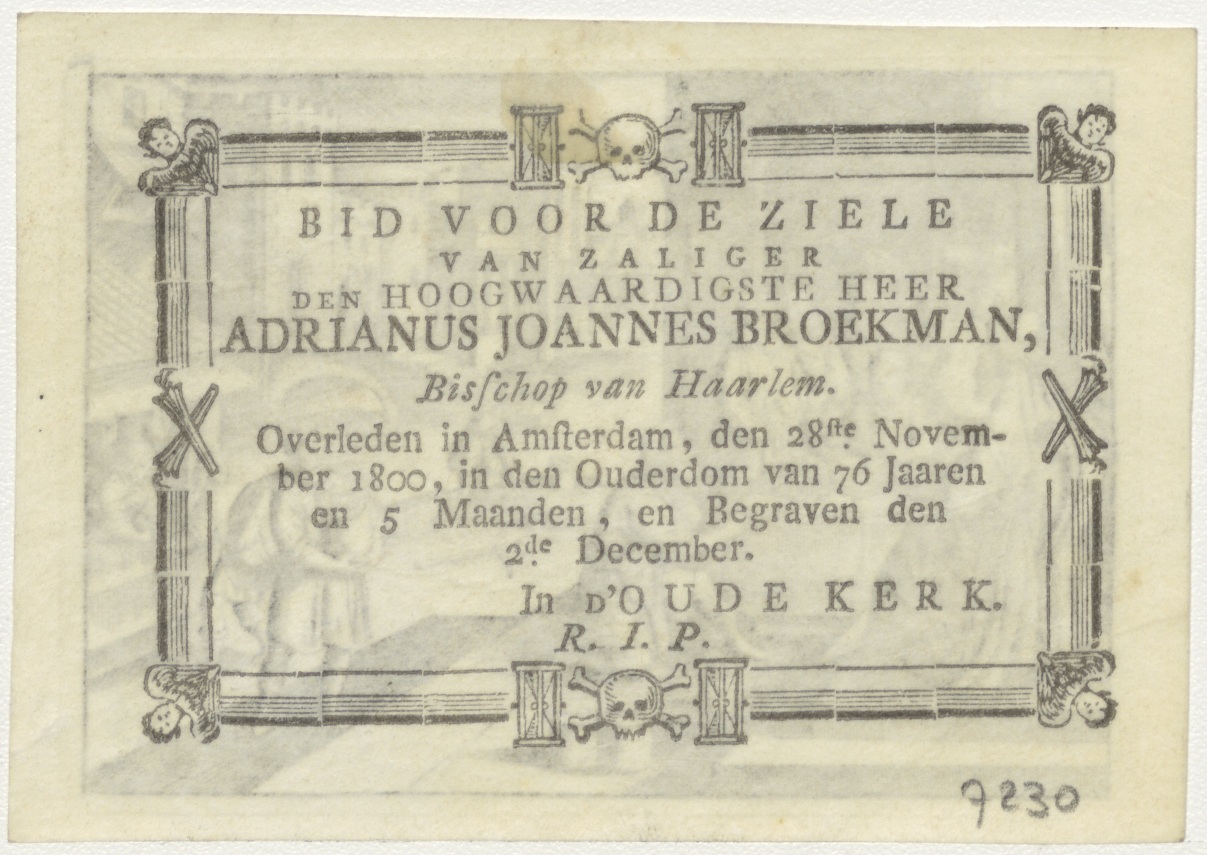 BID VOOR DE ZIELE
VAN ZALIGER
DEN HOOGWAARDIGSTE HEER
ADRIANUS JOANNES BROEKMAN,
Bisſchop van Haarlem.
Overleden in Amſterdam, den 28ſte Novem-
ber 1800, in den Ouderdom van 76 Jaaren
en 5 Maanden, en Begraven den
2de December.
In D'OUDE KERK.
R. I. P.
7230